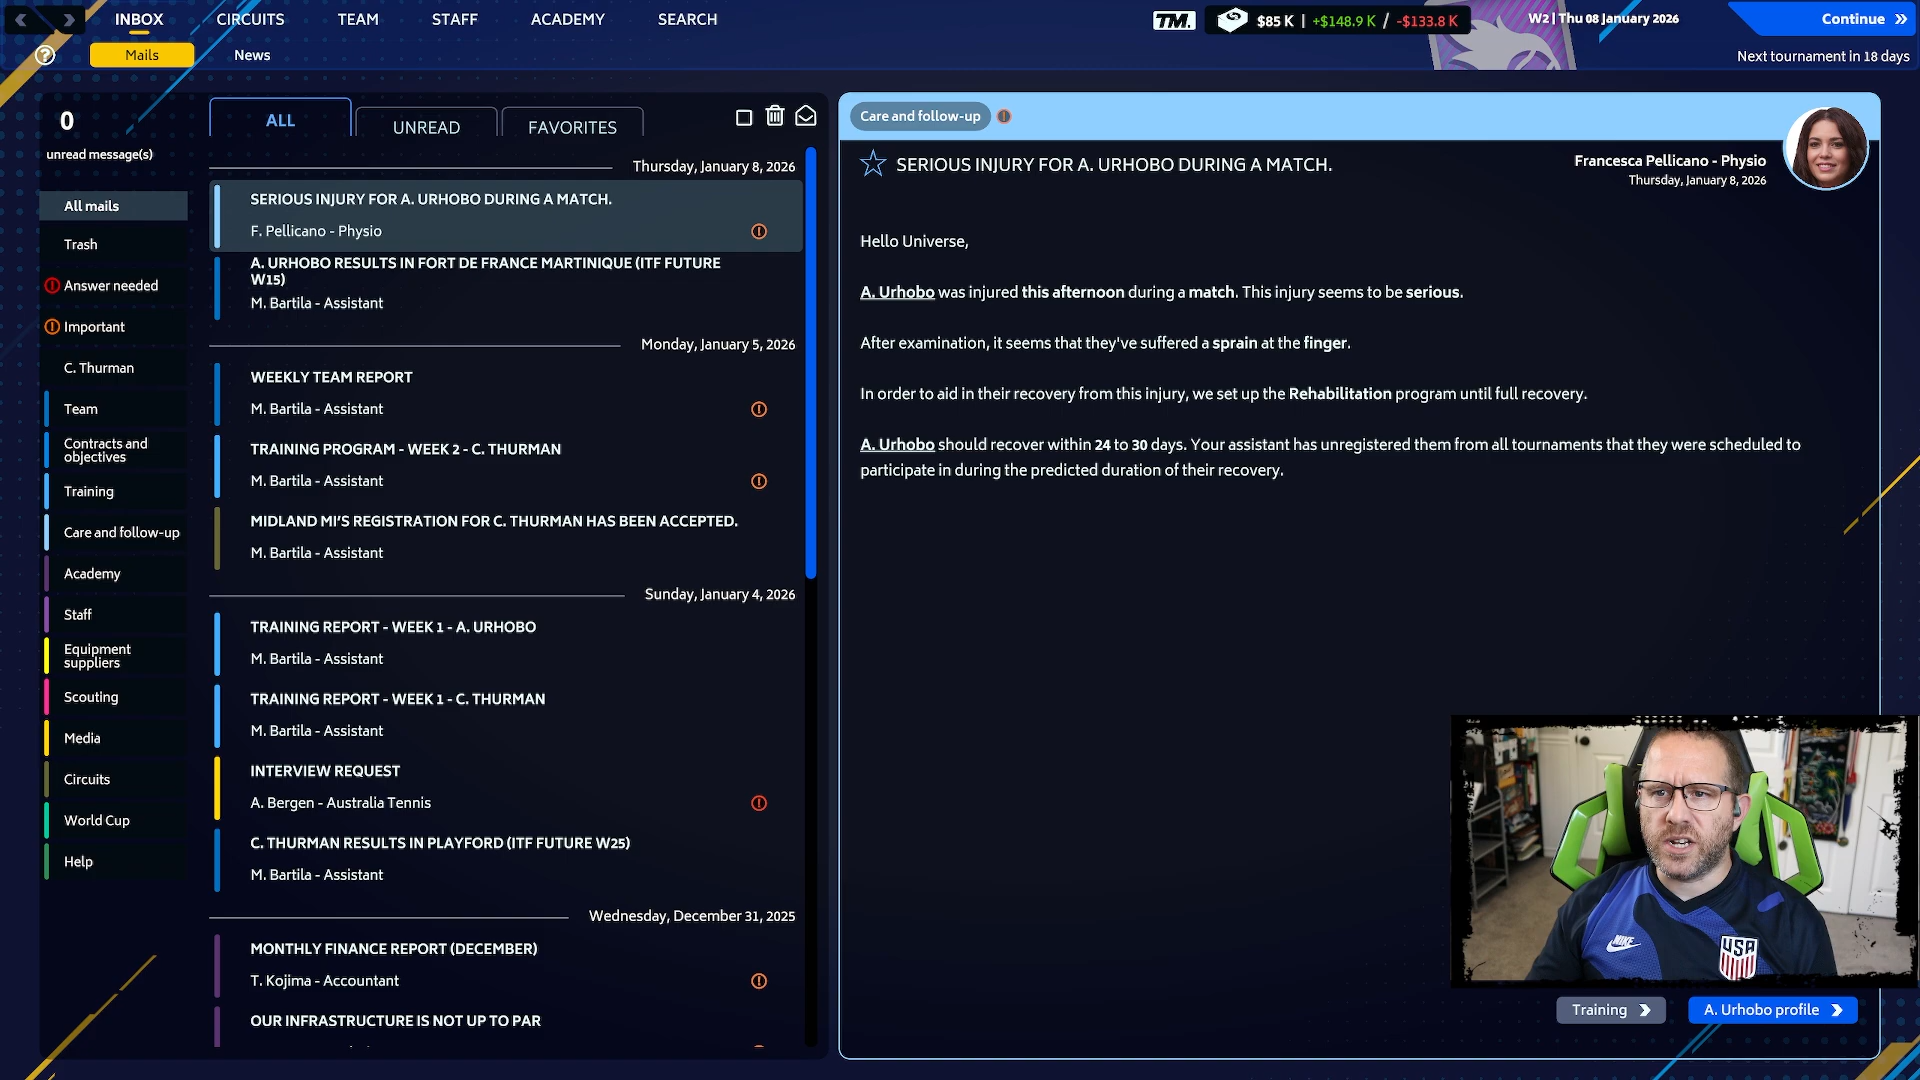 INBOX
CIRCUITS
TEAM
STAFF
ACADEMY
SEARCH
TM.
$85 K | +$148.9 K / -$133.8 K
W2 | Thu 08 January 2026
Continue
Mails
News
Next tournament in 18 days
0
unread message(s)
All mails
Trash
Answer needed
Important
C. Thurman
Team
Contracts and
objectives
Training
Care and follow-up
Academy
Staff
Equipment
suppliers
Scouting
Media
Circuits
World Cup
Help
ALL
UNREAD
FAVORITES
Thursday, January 8, 2026
SERIOUS INJURY FOR A. URHOBO DURING A MATCH.
F. Pellicano - Physio
A. URHOBO RESULTS IN FORT DE FRANCE MARTINIQUE (ITF FUTURE
W15)
M. Bartila - Assistant
Monday, January 5, 2026
WEEKLY TEAM REPORT
M. Bartila - Assistant
TRAINING PROGRAM - WEEK 2 - C. THURMAN
M. Bartila - Assistant
MIDLAND MI'S REGISTRATION FOR C. THURMAN HAS BEEN ACCEPTED.
M. Bartila - Assistant
Sunday, January 4, 2026
TRAINING REPORT - WEEK 1 - A. URHOBO
M. Bartila - Assistant
TRAINING REPORT - WEEK 1 - C. THURMAN
M. Bartila - Assistant
INTERVIEW REQUEST
A. Bergen - Australia Tennis
C. THURMAN RESULTS IN PLAYFORD (ITF FUTURE W25)
M. Bartila - Assistant
Wednesday, December 31, 2025
MONTHLY FINANCE REPORT (DECEMBER)
T. Kojima - Accountant
OUR INFRASTRUCTURE IS NOT UP TO PAR
Care and follow-up
SERIOUS INJURY FOR A. URHOBO DURING A MATCH.
Francesca Pellicano - Physio
Thursday, January 8, 2026
Hello Universe,
A. Urhobo was injured this afternoon during a match. This injury seems to be serious.
After examination, it seems that they've suffered a sprain at the finger.
In order to aid in their recovery from this injury, we set up the Rehabilitation program until full recovery.
A. Urhobo should recover within 24 to 30 days. Your assistant has unregistered them from all tournaments that they were scheduled to
participate in during the predicted duration of their recovery.
NIKE
USA
Training
A. Urhobo profile